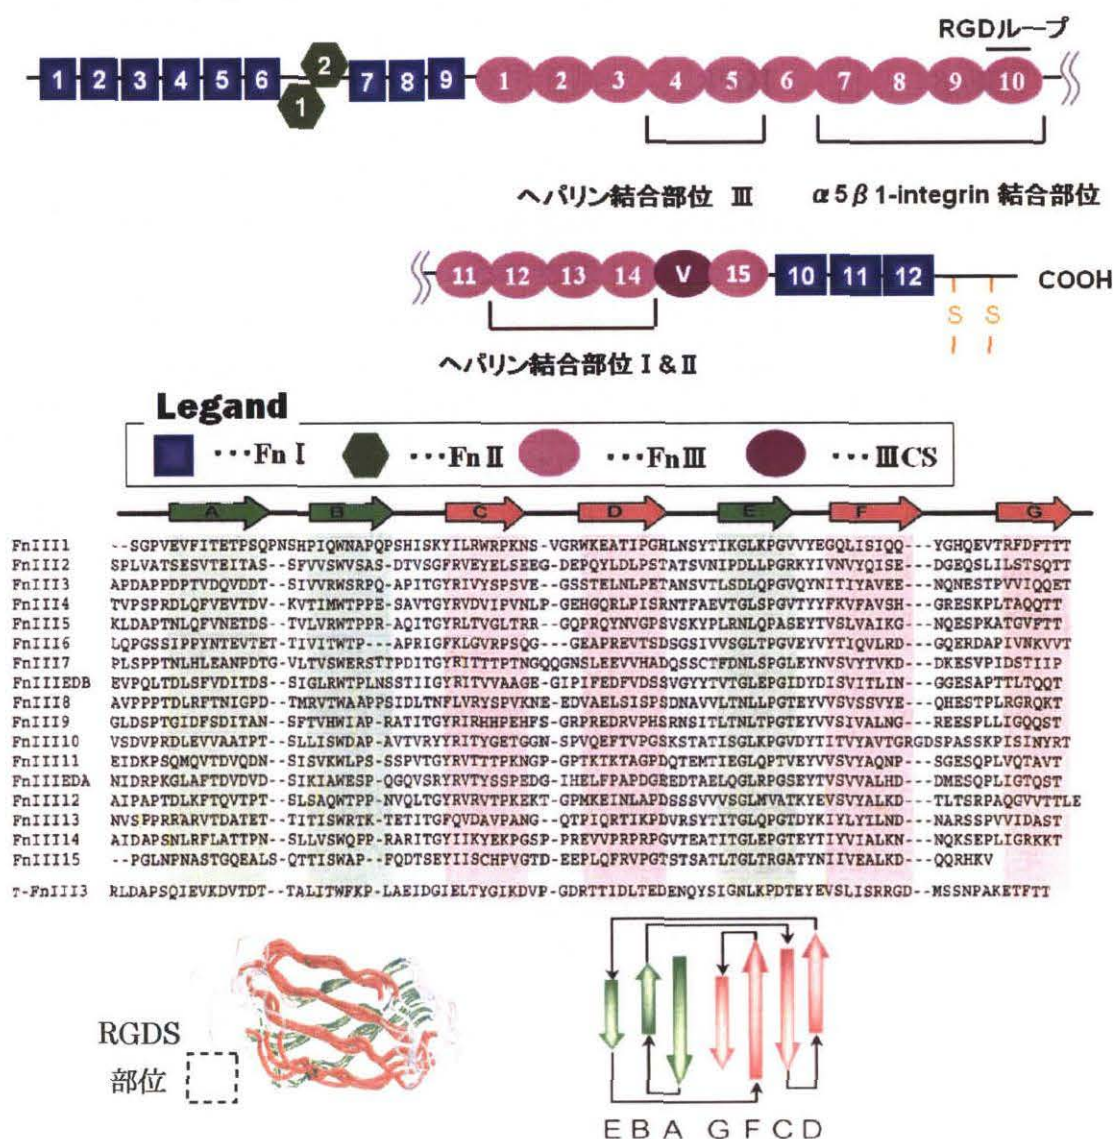 RGDループ
1 2 3 4 5 6 1 2 7 8 9 1 2 3 4 5 6 7 8 9 10
ヘパリン結合部位 Ⅲ α5β1-integrin 結合部位
11 12 13 14 V 15 10 11 12 COOH
S S
ヘパリン結合部位 Ⅰ&Ⅱ
Legand
…FnⅠ …FnⅡ …FnⅢ …ⅢCS
A B C D E F G
FnIII1 --SGPVEVFITETPSQPNSHPIQWNAPQPSHISKYILRWRPKNS-VGRWKEATIPGHLNSYTIKGLKPGVVYEGQLISIQQ---YGHQEVTRFDFTTT
FnIII2 SPLVATSESVTEITAS--SFVVSWVSAS-DTVSGFRVEYELSEEG-DEPQYLDLPSTATSVNIPDLLPGRKYIVNVYQISE---DGEQSLILSTSQTT
FnIII3 APDAPPDPTVDQVDDT--SIVVRWSRPQ-APITGYRIVYSPSVE--GSSTELNLPETANSVTLSDLQPGVQYNITIYAVEE---NQNESTPVVIQQET
FnIII4 TVPSPRDLQFVEVTDV--KVTIMWTPPE-SAVTGYRVDVIPVNLP-GEHGQRLPISRNTFAEVTGLSPGVTYYFKVFAVSH---GRESKPLTAQQTT
FnIII5 KLDAPTNLQFVNETDS--TVLVRWTPPR-AQITGYRLTVGLTRR--GQPRQYNVGPSVSKYPLRNLQPASEYTVSLVAIKG---NQESPKATGVFTT
FnIII6 LQPGSSIPPYNTEVTET-TIVITWTP---APRIGFKLGVRPSQG--GEAPREVTSDSGSIVVSGLTPGVEYVYTIQVLRD---GQERDAPIVNKVVT
FnIII7 PLSPPTNLHLEANPDTG-VLTVSWERSTTPDITGYRITTTPTNGQQGNSLEEVVHADQSSCTFDNLSPGLEYNVSVYTVKD---DKESVPISTIIP
FnIIIEDB EVPQLTDLSFVDITDS--SIGLRWTPLNSSTIIGYRITVVAAGE-GIPIFEDFVDSSVGYYTVTGLEPGIDYDISVITLIN---GGESAPTTLTQQT
FnIII8 AVPPPTDLRFTNIGPD--TMRVTWAAPPSIDLTNFLVRYSPVKNE-EDVAELSISPSDNAVVLTNLLPGTEYVVSVSSVYE---QHESTPLRGRQKT
FnIII9 GLDSPTGIDFSDITAN--SFTVHWIAP-RATITGYRIRHHPEHFS-GRPREDRVPHSRNSITLTNLTPGTEYVVSIVALNG---REESPLLIGQQST
FnIII10 VSDVPRDLEVVAATPT--SLLISWDAP-AVTVRYYRITYGETGGNS-PVQEFTVPGSKSTATISGLKPGVDYTITVYAVTGRGDSPASSKPISINYRT
FnIII11 EIDKPSQMQVTDVQDN--SISVKWLPS-SSPVTGYRVTTTPKNGP-GPTKTKTAGPDQTEMTIEGLQPTVEYVVSVYAQNP---SGESQPLVQTAVT
FnIIIEDA NIDRPKGLAFTDVDVD--SIKIAWESP-QGQVSRYRVTYSSPEDG-IHELFPAPDGEEDTAELQGLRPGSEYTVSVVALHD---DMESQPLIGTQST
FnIII12 AIPAPTDLKFTQVTPT--SLSAQWTPP-NVQLTGYRVRVTPKEKT-GPMKEINLAPDSSSVVVSGLMVATKYEVSVYALKD---TLTSRPAQGVVTTLE
FnIII13 NVSPPRRARVTDATET--TITISWRTK-TETITGFQVDAVPANG--QTPIQRTIKPDVRSYTITGLQPGTDYKIYLYTLND---NARSSPVVIDAST
FnIII14 AIDAPSNLRFLATTPN--SLLVSWQPP-RARITGYIIKYEKPGSP-PREVVPRPRPGVTEATITGLEPGTEYTIYVIALKN---NQKSEPLIGRKKT
FnIII15 --PGLNPNASTGQEALS-QTTISWAP--FQDTSEYIISCHPVGTD-EEPLQFRVPGTSTSATLTGLTRGATYNIIVEALKD---QQRHKV
T-FnIII3 RLDAPSQIEVKDVTDT--TALITWFKP-LAEIDGIELTYGIKDVP-GDRTTIDLTEDENQYSIGNLKPDTEYEVSLISRRGD--MSSNPAKETFTT
RGDS
部位
E B A G F C D